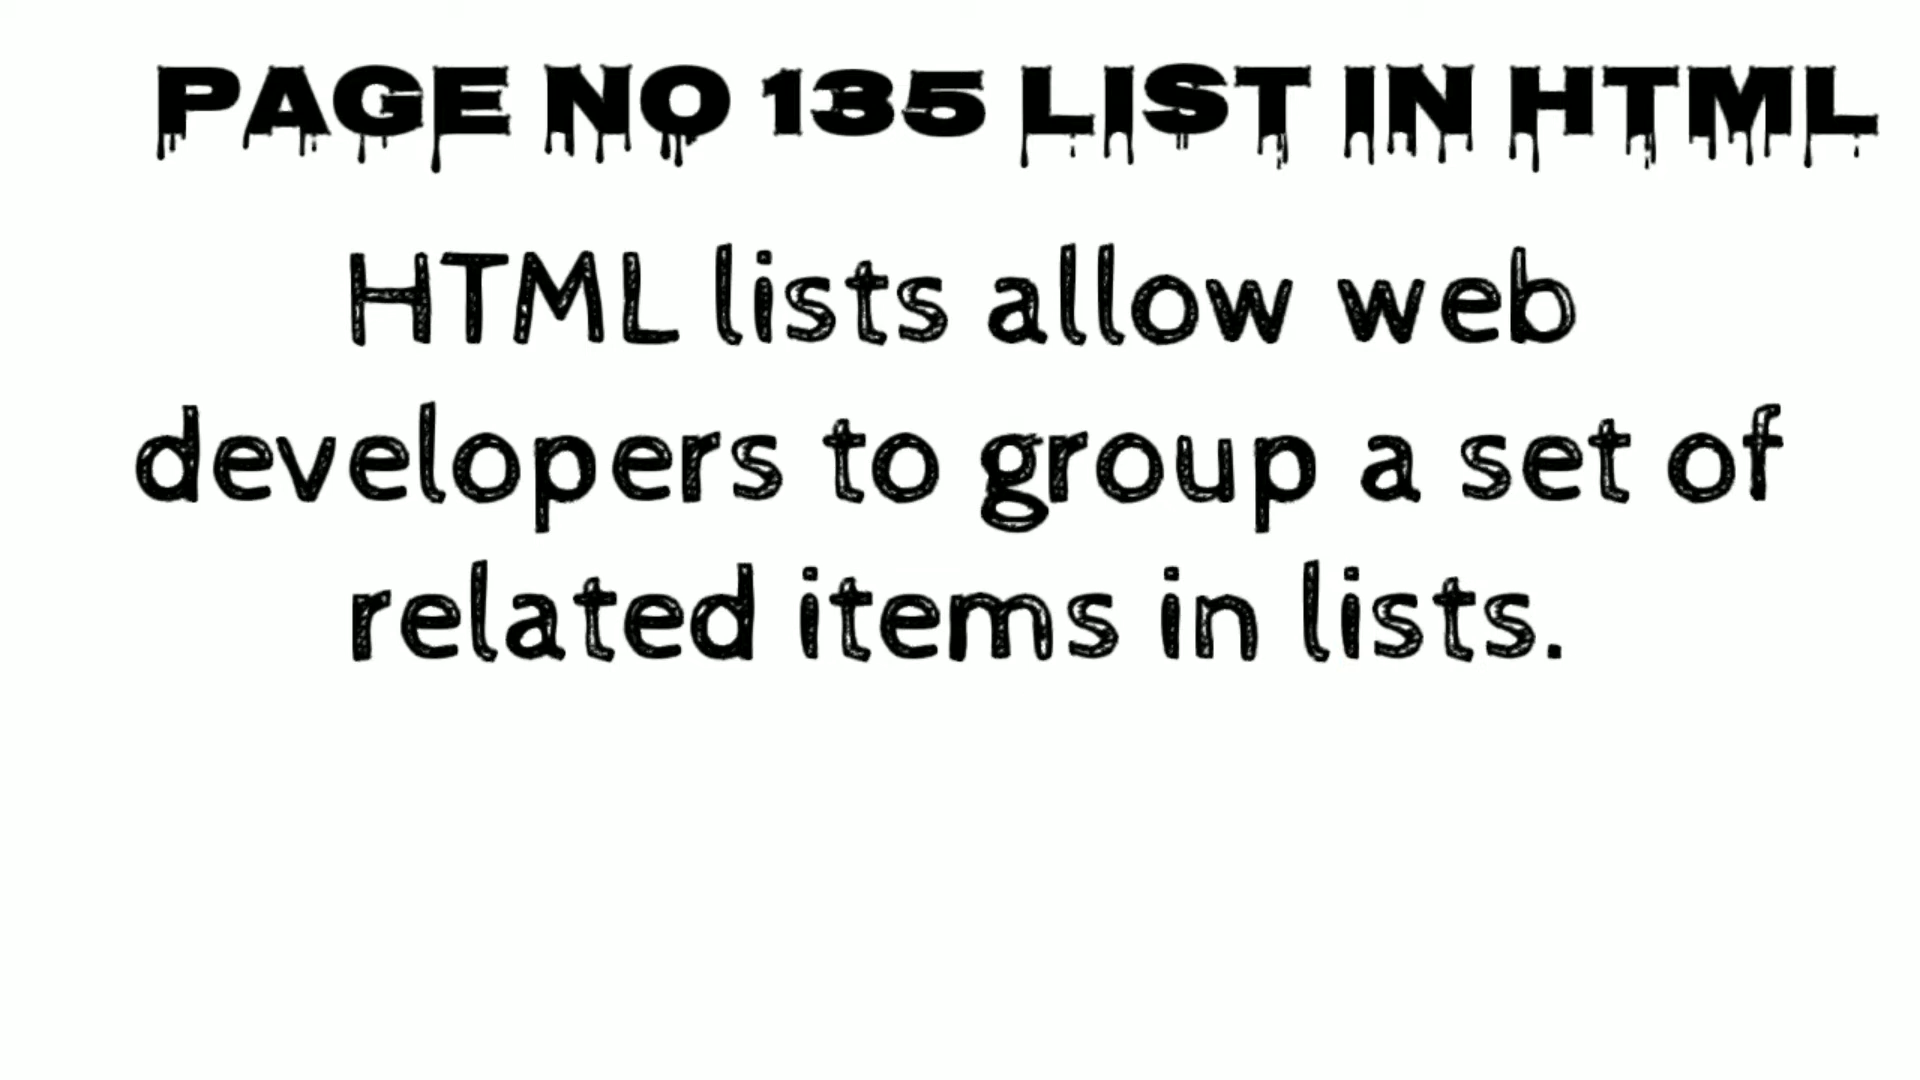 PAGE NO 135 LIST IN HTML
HTML lists allow web
developers to group a set of
related items in lists.